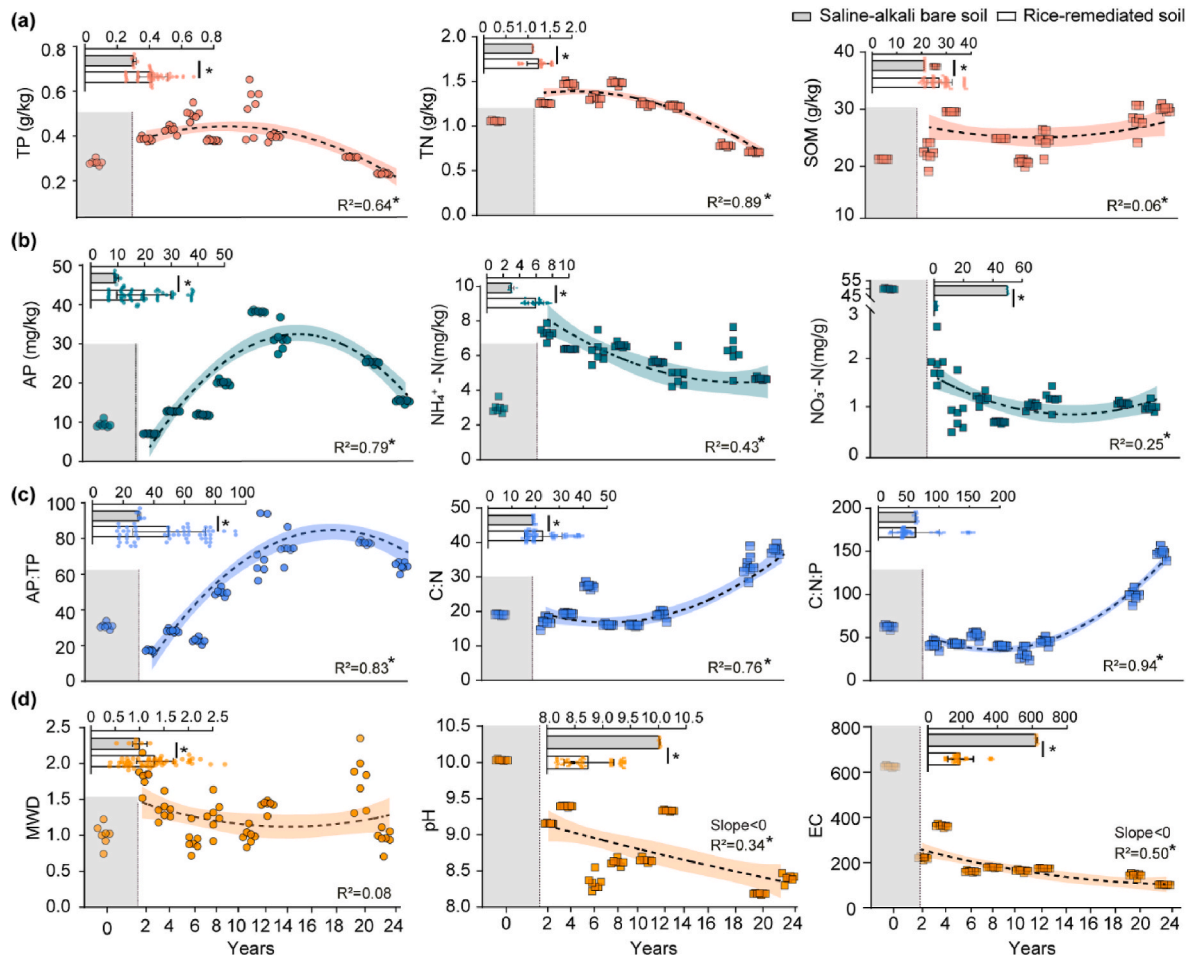 (a)
Saline-alkali bare soil
Rice-remediated soil
0 0.2 0.4 0.6 0.8
TP (g/kg)
0.8
0.6
0.4
0.2
*
R²=0.64*
0 0.5 1.0 1.5 2.0
TN (g/kg)
2.0
1.5
1.0
0.5
0.0
*
R²=0.89*
0 10 20 30 40
SOM (g/kg)
40
30
20
10
*
R²=0.06*
(b)
0 10 20 30 40 50
AP (mg/kg)
50
40
30
20
10
0
*
R²=0.79*
0 2 4 6 8 10
NH₄⁺ -N(mg/kg)
10
8
6
4
2
0
*
R²=0.43*
0 20 40 60
NO₃⁻ -N(mg/g)
55
45
3
2
1
0
*
R²=0.25*
(c)
0 20 40 60 80 100
AP:TP
100
80
60
40
20
0
*
R²=0.83*
0 10 20 30 40 50
C:N
50
40
30
20
10
0
*
R²=0.76*
0 50 100 150 200
C:N:P
200
150
100
50
0
R²=0.94*
(d)
0 0.5 1.0 1.5 2.0 2.5
MWD
2.5
2.0
1.5
1.0
0.5
0.0
*
R²=0.08
0 2 4 6 8 10 12 14 20 22 24
Years
8.0 8.5 9.0 9.5 10.0 10.5
pH
10.5
10.0
9.5
9.0
8.5
8.0
*
Slope<0
R²=0.34*
0 2 4 6 8 10 12 14 20 22 24
Years
0 200 400 600 800
EC
800
600
400
200
0
*
Slope<0
R²=0.50*
0 2 4 6 8 10 12 14 20 22 24
Years